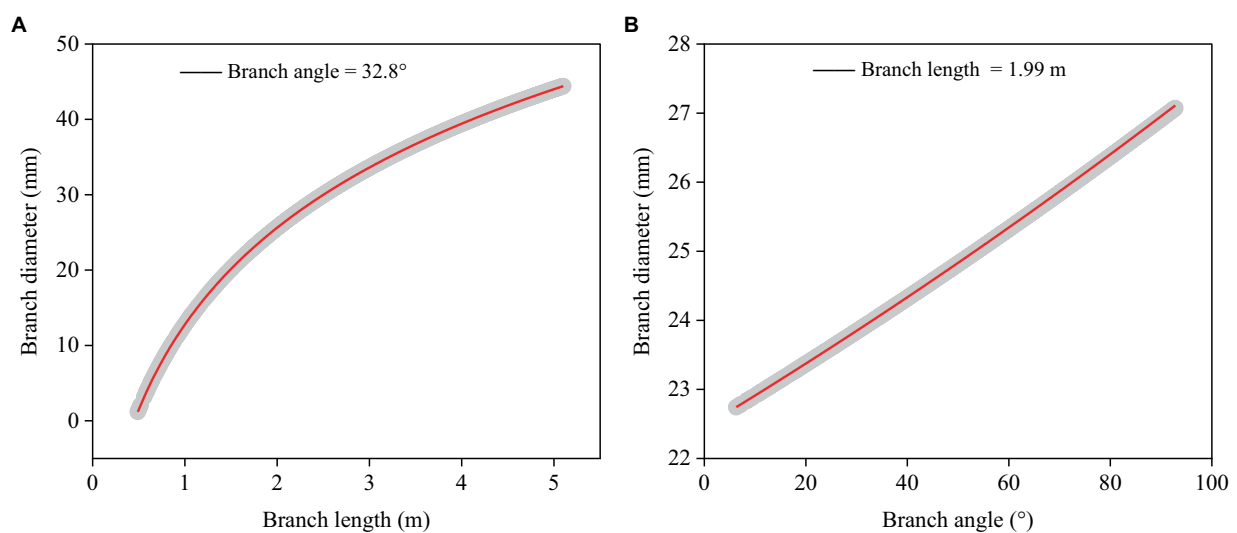 A
Branch diameter (mm)
50
40
30
20
10
0
Branch angle = 32.8°
0 1 2 3 4 5
Branch length (m)
B
Branch diameter (mm)
28
27
26
25
24
23
22
Branch length = 1.99 m
0 20 40 60 80 100
Branch angle (°)